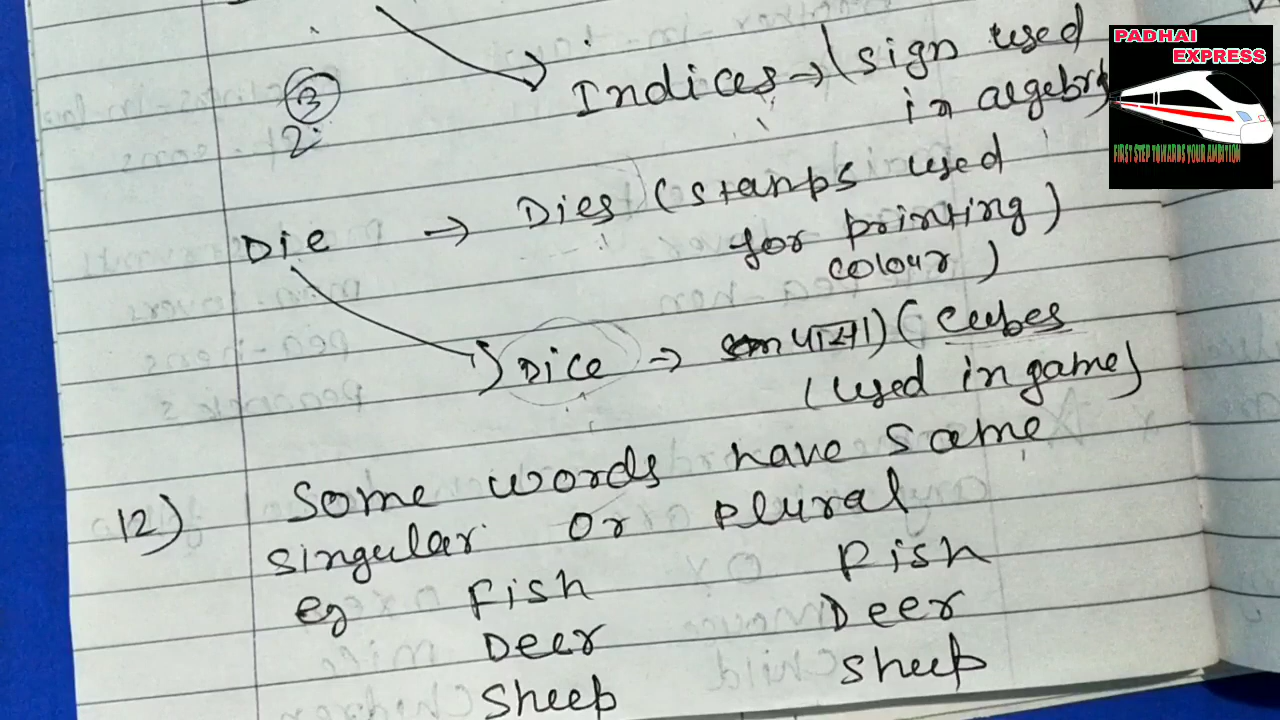 PADHAI
EXPRESS
FIRST STEP TOWARDS YOUR AMBITION
Indices → (sign used
in algebra
3
2
Die → Dies (stamps used
for printing
colour)
Dice → पासा) (cubes
(used in game)
12) Some words have same
singular or plural
eg Fish Fish
Deer Deer
Sheep Sheep